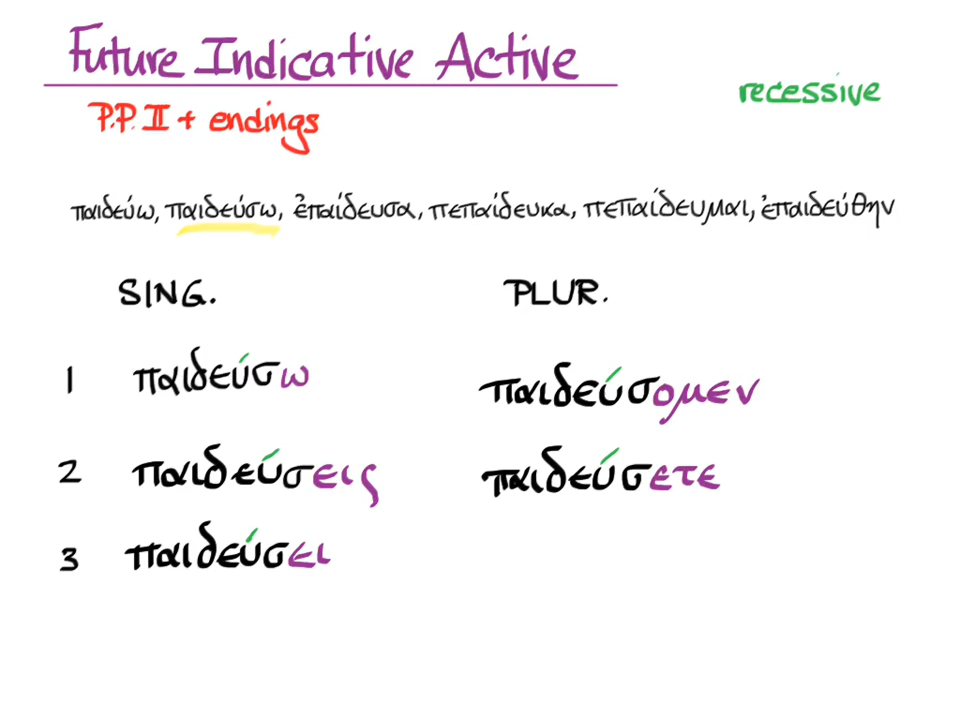 Future Indicative Active
recessive
P.P. II + endings
παιδεύω, παιδεύσω, ἐπαίδευσα, πεπαίδευκα, πεπαίδευμαι, ἐπαιδεύθην
SING. PLUR.
1 παιδεύσω παιδεύσομεν
2 παιδεύσεις παιδεύσετε
3 παιδεύσει